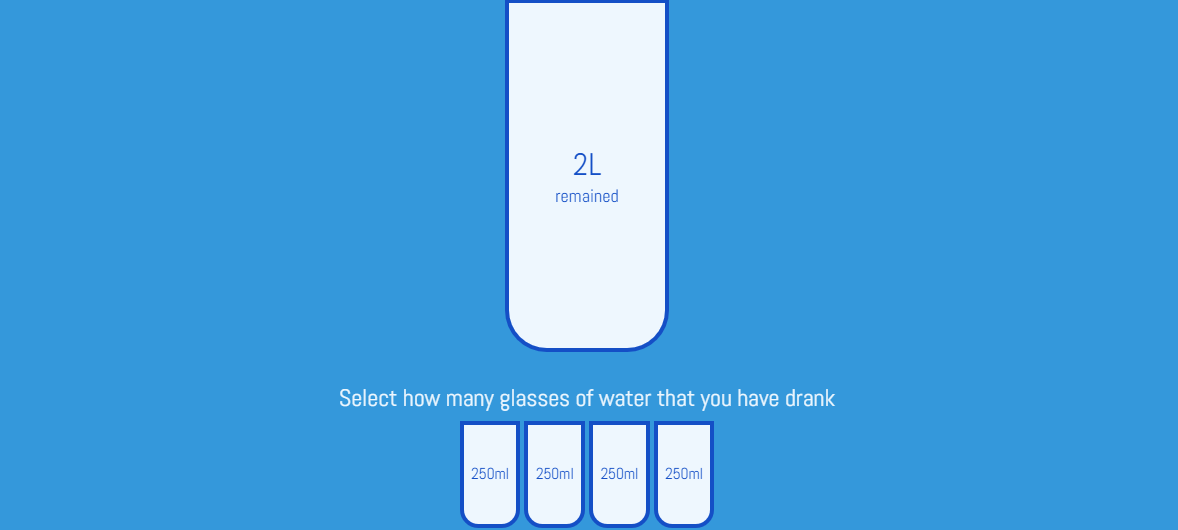 2L
remained
Select how many glasses of water that you have drank
250ml 250ml 250ml 250ml